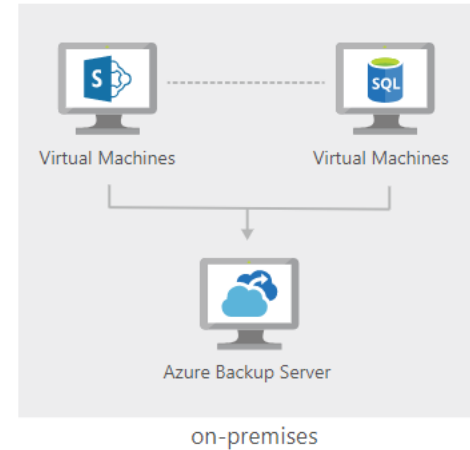 S
SQL
Virtual Machines
Virtual Machines
Azure Backup Server
on-premises